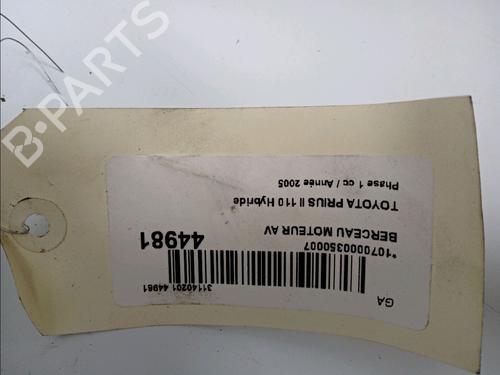 GA
31140201 44981
*1070000350007
44981
BERCEAU MOTEUR AV
TOYOTA PRIUS II 110 Hybride
Phase 1 cc / Année 2005
B-PARTS